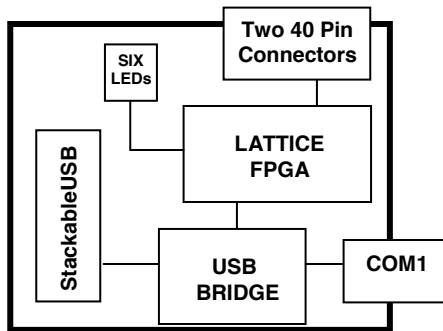 Two 40 Pin
Connectors
SIX
LEDs
LATTICE
FPGA
StackableUSB
USB
BRIDGE
COM1